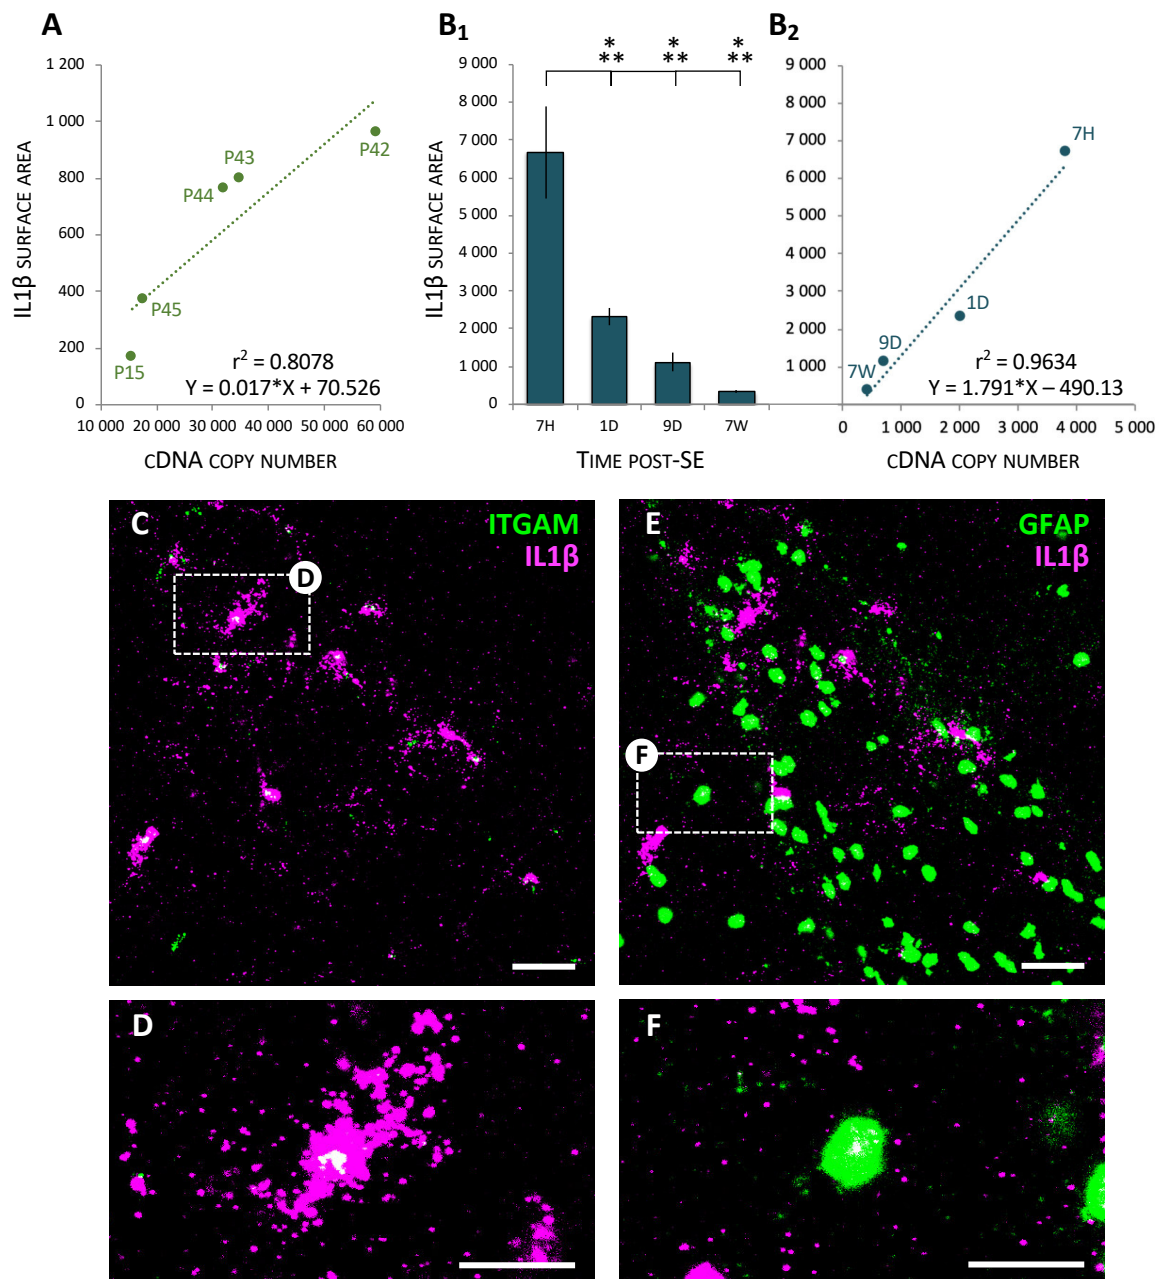 A
IL1β SURFACE AREA
1 200
1 000
800
600
400
200
0
P42
P43
P44
P45
P15
r² = 0.8078
Y = 0.017*X + 70.526
10 000 20 000 30 000 40 000 50 000 60 000
CDNA COPY NUMBER
B₁
* * *
** ** **
IL1β SURFACE AREA
9 000
8 000
7 000
6 000
5 000
4 000
3 000
2 000
1 000
0
7H 1D 9D 7W
TIME POST-SE
B₂
9 000
8 000
7 000
6 000
5 000
4 000
3 000
2 000
1 000
7H
1D
9D
7W
r² = 0.9634
Y = 1.791*X – 490.13
0 1 000 2 000 3 000 4 000 5 000
CDNA COPY NUMBER
C
ITGAM
IL1β
D
E
GFAP
IL1β
F
D
F